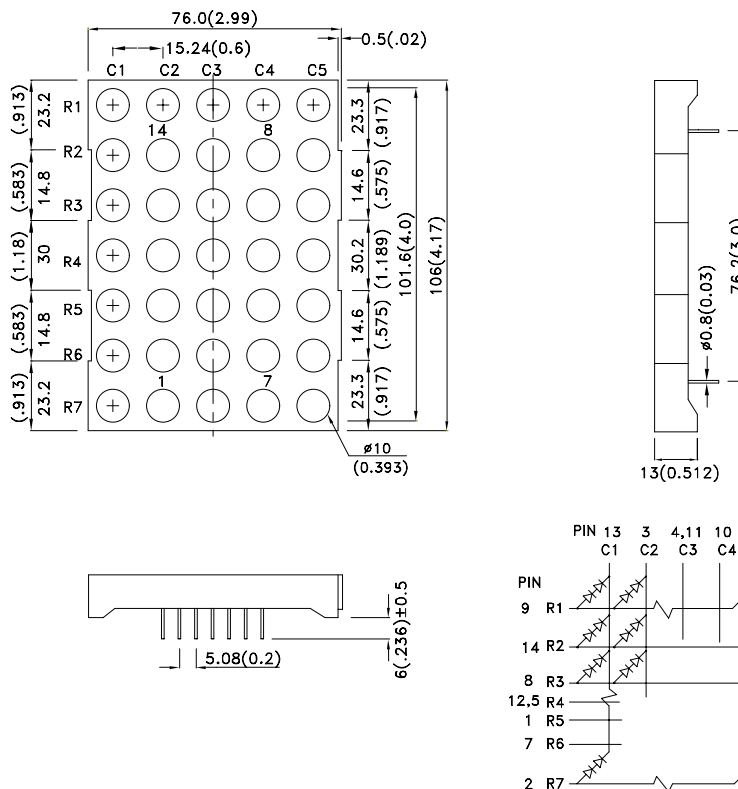 76.0(2.99)
15.24(0.6)
0.5(.02)
C1 C2 C3 C4 C5
R1
R2
R3
R4
R5
R6
R7
14 8
1 7
23.2
(.913)
14.8
(.583)
30
(1.18)
14.8
(.583)
23.2
(.913)
23.3
(.917)
14.6
(.575)
30.2
(1.189)
14.6
(.575)
23.3
(.917)
101.6(4.0)
106(4.17)
ø10
(0.393)
76.2(3.0)
ø0.8(0.03)
13(0.512)
5.08(0.2)
6(.236)±0.5
PIN 13 3 4,11 10
C1 C2 C3 C4
PIN
9 R1
14 R2
8 R3
12,5 R4
1 R5
7 R6
2 R7